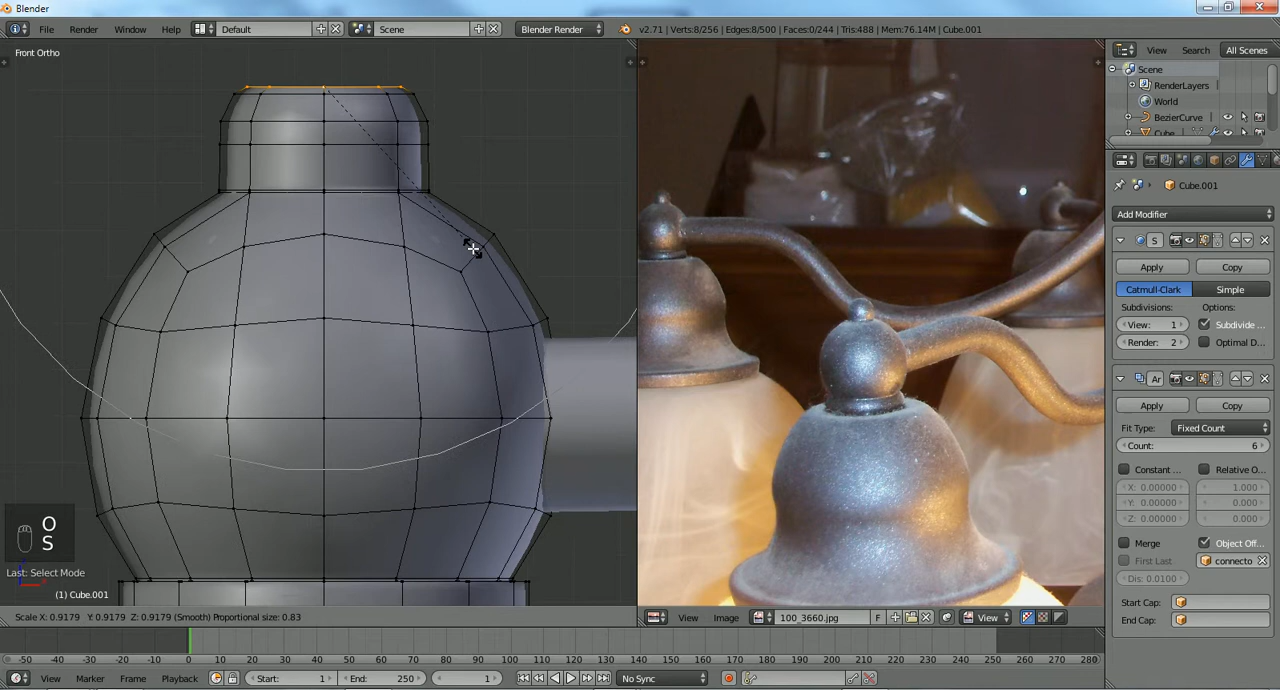 Blender
File Render Window Help Default Scene Blender Render v2.71 | Verts:8/256 | Edges:8/500 | Faces:0/244 | Tris:488 | Mem:76.14M | Cube.001
Front Ortho
View Search All Scenes
Scene
RenderLayers
World
BezierCurve
Cube
Cube.001
Add Modifier
S
Apply Copy
Catmull-Clark Simple
Subdivisions: Options:
View: 1 Subdivide ...
Render: 2 Optimal D...
Ar
Apply Copy
Fit Type: Fixed Count
Count: 6
Constant ... Relative O...
X: 0.00000 1.000
Y: 0.00000 0.000
Z: 0.00000 0.000
Merge Object Off...
First Last connecto
Dis: 0.0100
Start Cap:
End Cap:
O
S
Last: Select Mode
(1) Cube.001
Scale X: 0.9179 Y: 0.9179 Z: 0.9179 (Smooth) Proportional size: 0.83
View Image 100_3660.jpg F View
-50 -40 -30 -20 -10 0 10 20 30 40 50 60 70 80 90 100 110 120 130 140 150 160 170 180 190 200 210 220 230 240 250 260 270 280
View Marker Frame Playback Start: 1 End: 250 1 No Sync